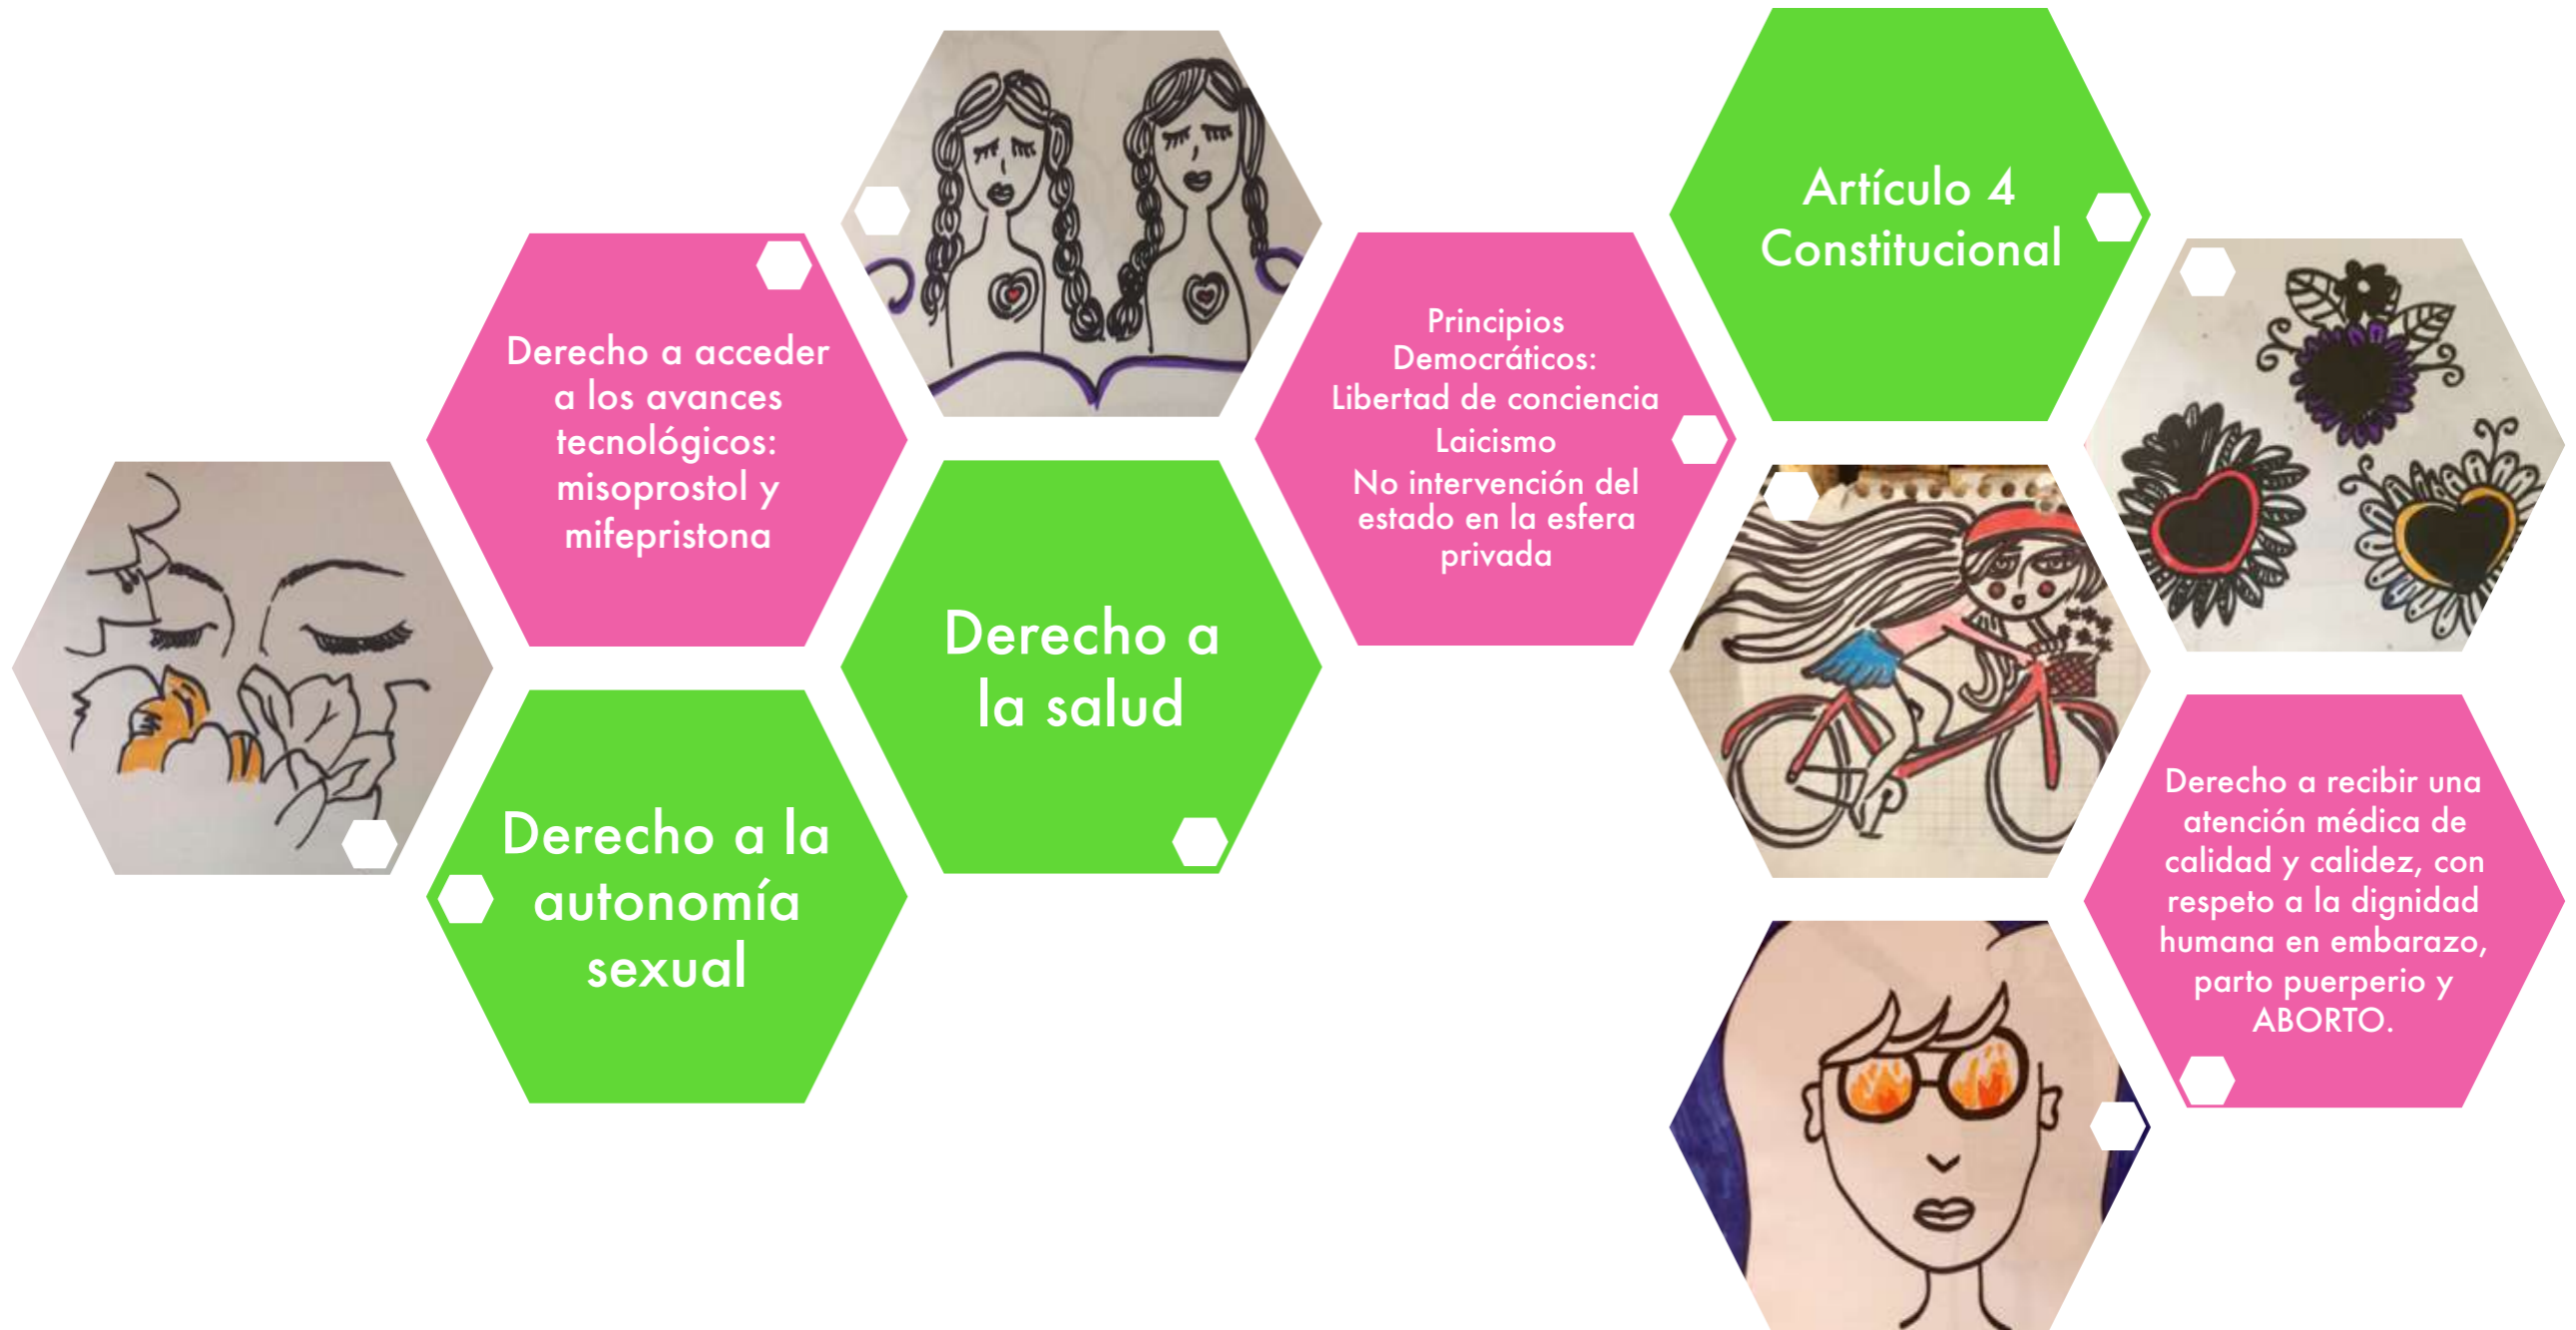 Derecho a acceder
a los avances
tecnológicos:
misoprostol y
mifepristona
Derecho a la
autonomía
sexual
Derecho a
la salud
Principios
Democráticos:
Libertad de conciencia
Laicismo
No intervención del
estado en la esfera
privada
Artículo 4
Constitucional
Derecho a recibir una
atención médica de
calidad y calidez, con
respeto a la dignidad
humana en embarazo,
parto puerperio y
ABORTO.